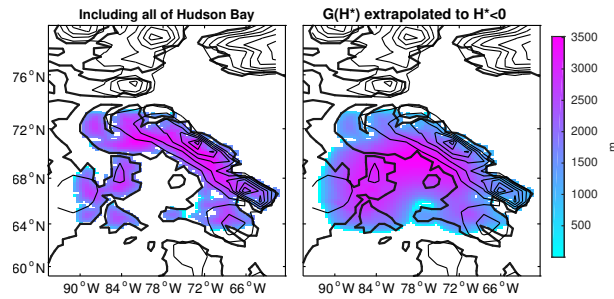 Including all of Hudson Bay
G(H*) extrapolated to H*<0
76°N
72°N
68°N
64°N
60°N
90°W 84°W 78°W 72°W 66°W
90°W 84°W 78°W 72°W 66°W
3500
3000
2500
2000
1500
1000
500
m